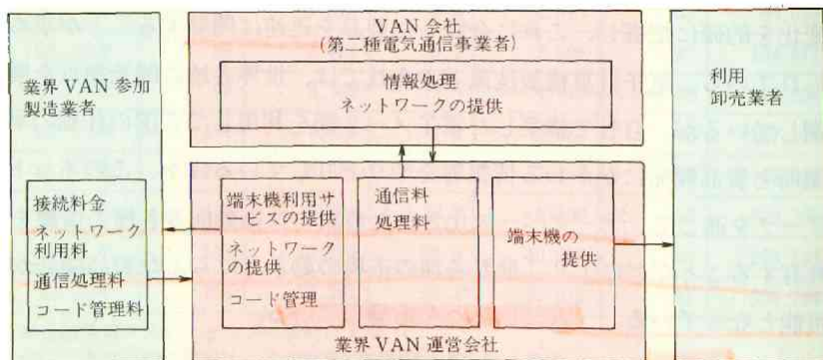 VAN 会社
(第二種電気通信事業者)
情報処理
ネットワークの提供
業界 VAN 参加
製造業者
接続料金
ネットワーク
利用料
通信処理料
コード管理料
端末機利用サ
ービスの提供
ネットワーク
の提供
コード管理
通信料
処理料
端末機の
提供
業界 VAN 運営会社
利用
卸売業者